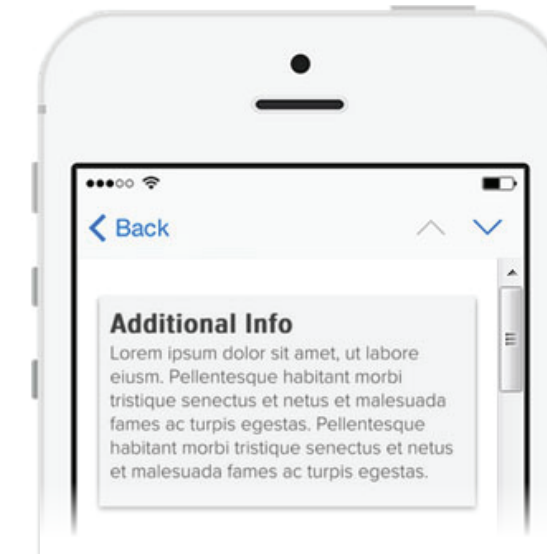 Back
Additional Info
Lorem ipsum dolor sit amet, ut labore
eiusm. Pellentesque habitant morbi
tristique senectus et netus et malesuada
fames ac turpis egestas. Pellentesque
habitant morbi tristique senectus et netus
et malesuada fames ac turpis egestas.